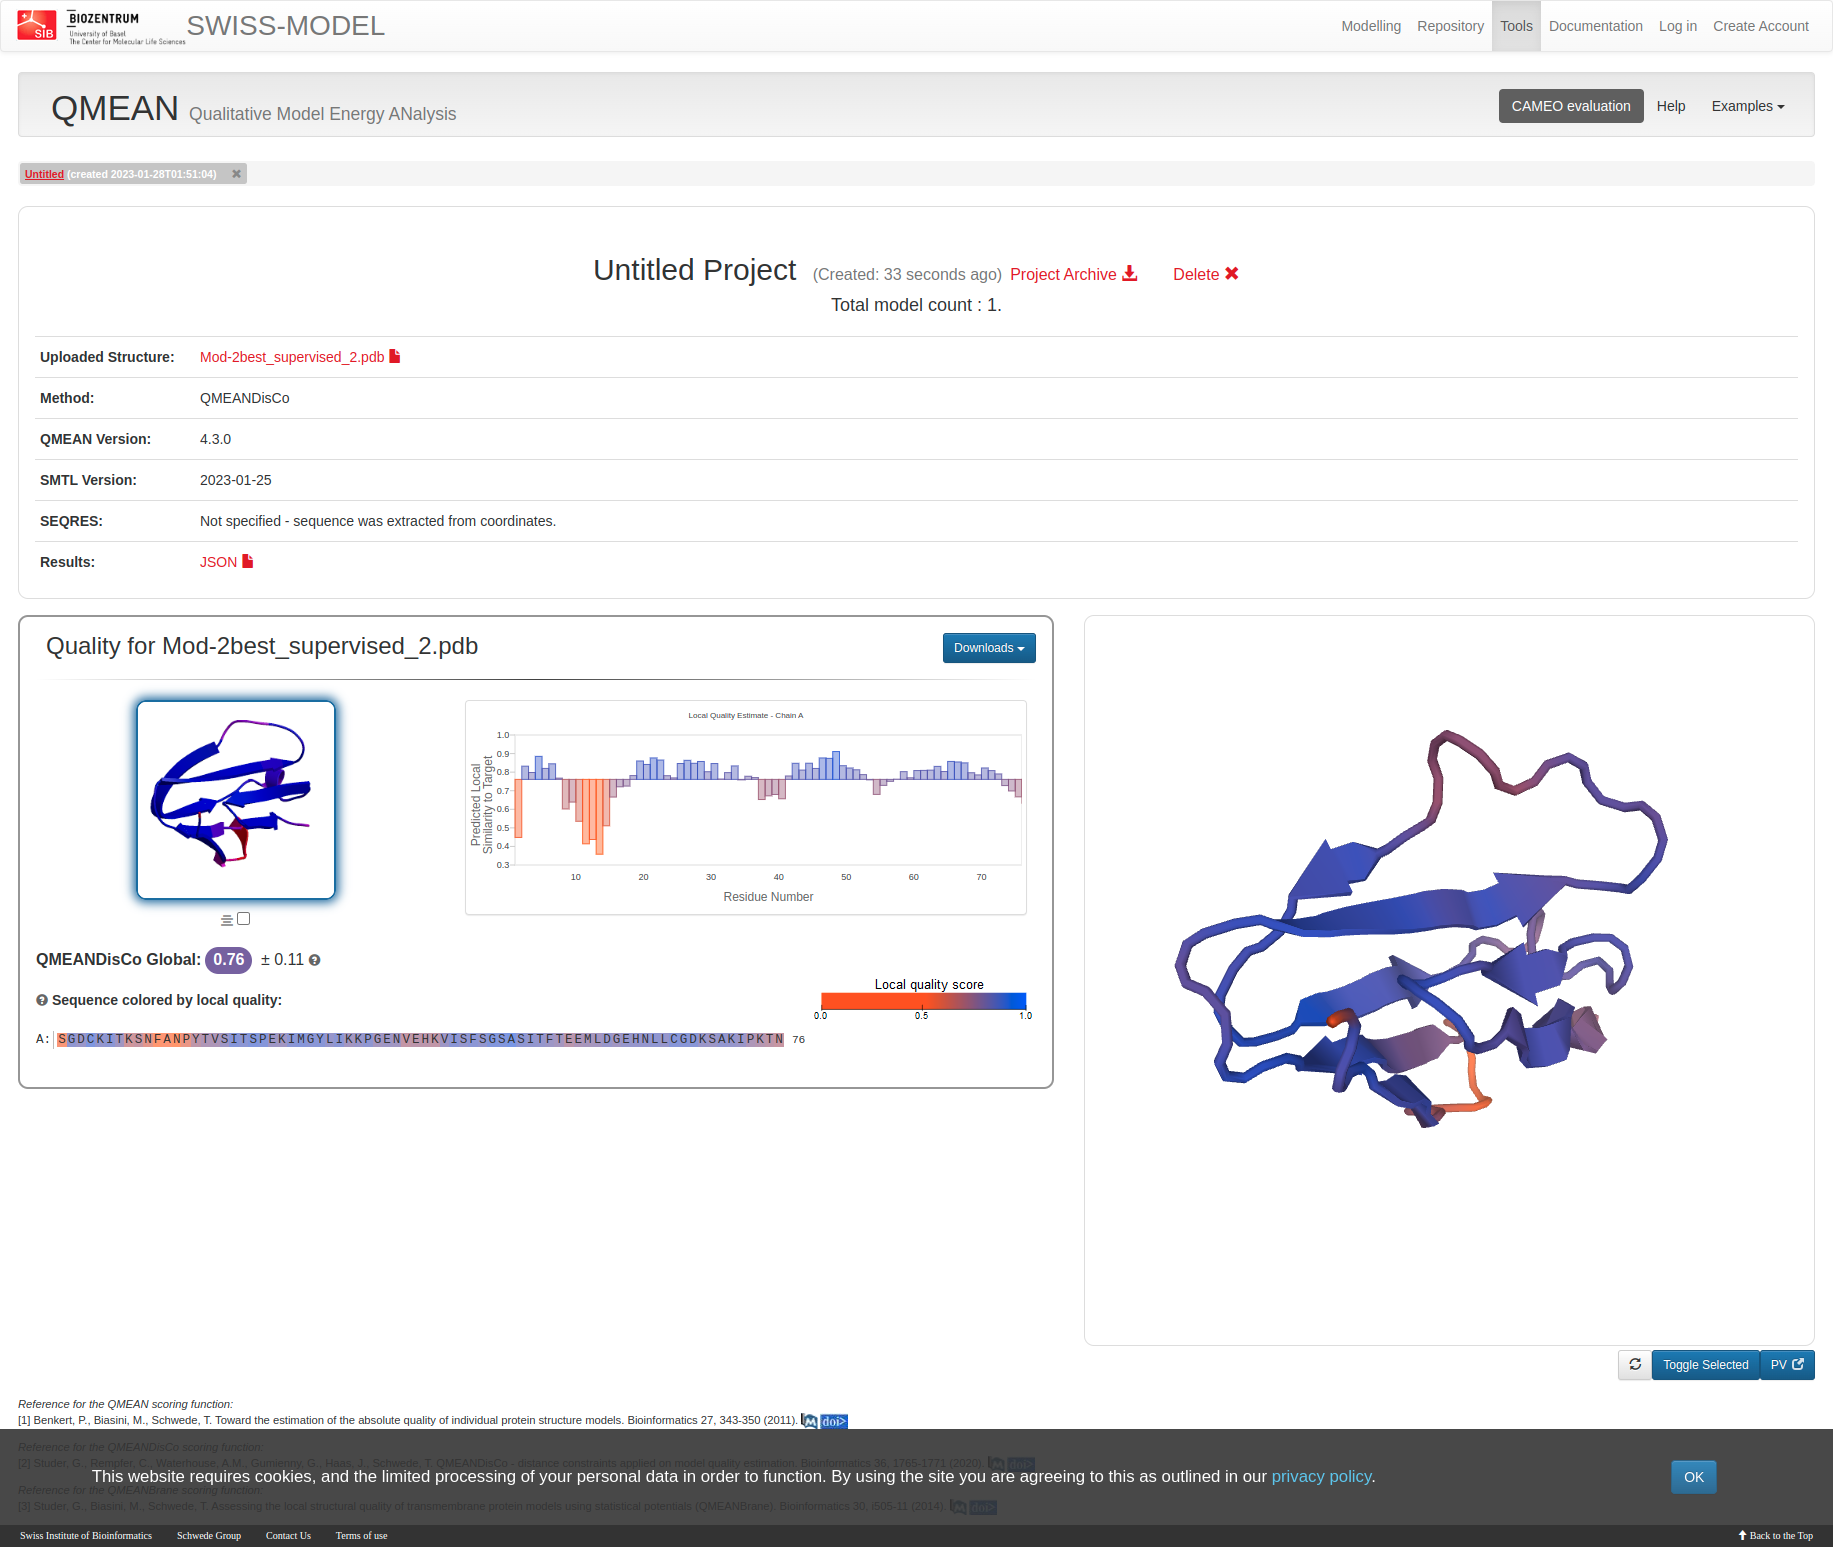 SIB
BIOZENTRUM
University of Basel
The Center for Molecular Life Sciences
SWISS-MODEL
Modelling Repository Tools Documentation Log in Create Account
QMEAN Qualitative Model Energy ANalysis
CAMEO evaluation Help Examples
Untitled (created 2023-01-28T01:51:04)
Untitled Project (Created: 33 seconds ago) Project Archive Delete
Total model count : 1.
Uploaded Structure: Mod-2best_supervised_2.pdb
Method: QMEANDisCo
QMEAN Version: 4.3.0
SMTL Version: 2023-01-25
SEQRES: Not specified - sequence was extracted from coordinates.
Results: JSON
Quality for Mod-2best_supervised_2.pdb
Downloads
Local Quality Estimate - Chain A
Predicted Local
Similarity to Target
1.0
0.9
0.8
0.7
0.6
0.5
0.4
0.3
10 20 30 40 50 60 70
Residue Number
QMEANDisCo Global: 0.76 ± 0.11
Sequence colored by local quality:
Local quality score
0.0 0.5 1.0
A: SGDCKITKSNFANPYTVSITSPEKIMGYLIKKPGENVEHKVISFSGSASITFTEEMLDGEHNLLCGDKSAKIPKTN 76
Toggle Selected
PV
Reference for the QMEAN scoring function:
[1] Benkert, P., Biasini, M., Schwede, T. Toward the estimation of the absolute quality of individual protein structure models. Bioinformatics 27, 343-350 (2011). M doi>
Reference for the QMEANDisCo scoring function:
[2] Studer, G., Rempfer, C., Waterhouse, A.M., Gumienny, G., Haas, J., Schwede, T. QMEANDisCo - distance constraints applied on model quality estimation. Bioinformatics 36, 1765-1771 (2020). M doi>
This website requires cookies, and the limited processing of your personal data in order to function. By using the site you are agreeing to this as outlined in our privacy policy.
OK
Reference for the QMEANBrane scoring function:
[3] Studer, G., Biasini, M., Schwede, T. Assessing the local structural quality of transmembrane protein models using statistical potentials (QMEANBrane). Bioinformatics 30, i505-i11 (2014). M doi>
Swiss Institute of Bioinformatics Schwede Group Contact Us Terms of use
Back to the Top